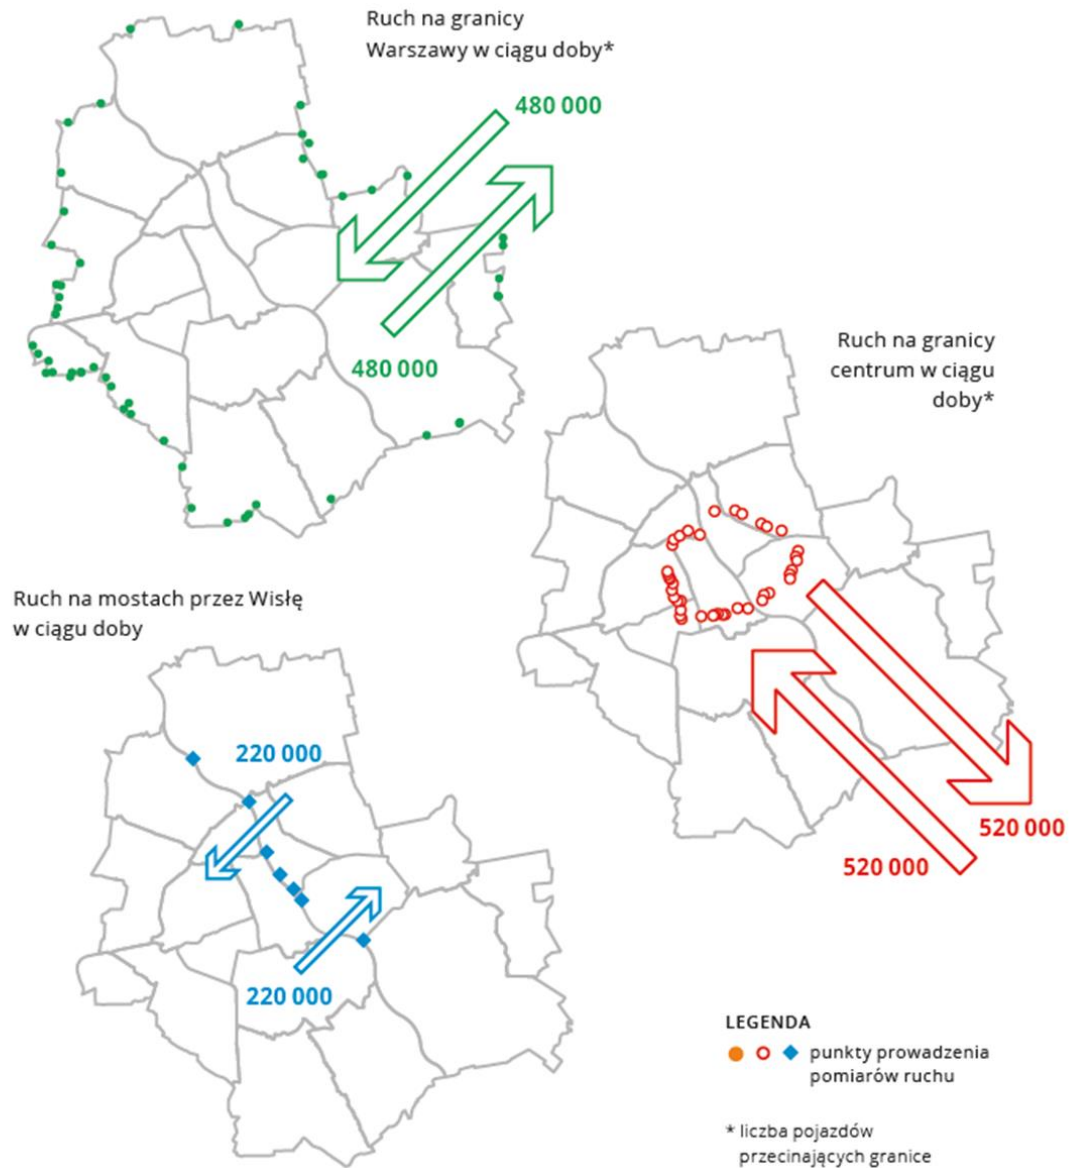 Ruch na granicy
Warszawy w ciągu doby*
480 000
480 000
Ruch na granicy
centrum w ciągu
doby*
520 000
520 000
Ruch na mostach przez Wisłę
w ciągu doby
220 000
220 000
LEGENDA
punkty prowadzenia
pomiarów ruchu
* liczba pojazdów
przecinających granice